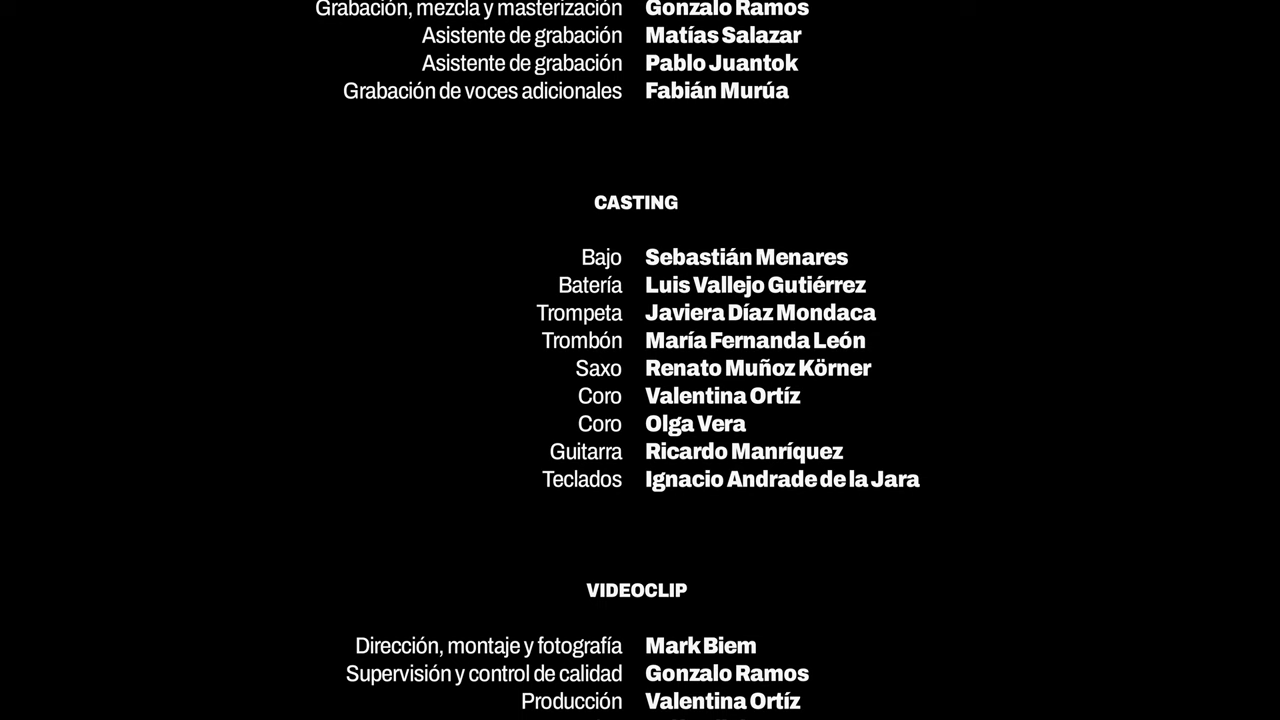 Grabación, mezcla y masterización Gonzalo Ramos
Asistente de grabación Matías Salazar
Asistente de grabación Pablo Juantok
Grabación de voces adicionales Fabián Murúa
CASTING
Bajo Sebastián Menares
Batería Luis Vallejo Gutiérrez
Trompeta Javiera Díaz Mondaca
Trombón María Fernanda León
Saxo Renato Muñoz Körner
Coro Valentina Ortíz
Coro Olga Vera
Guitarra Ricardo Manríquez
Teclados Ignacio Andrade de la Jara
VIDEOCLIP
Dirección, montaje y fotografía Mark Biem
Supervisión y control de calidad Gonzalo Ramos
Producción Valentina Ortíz